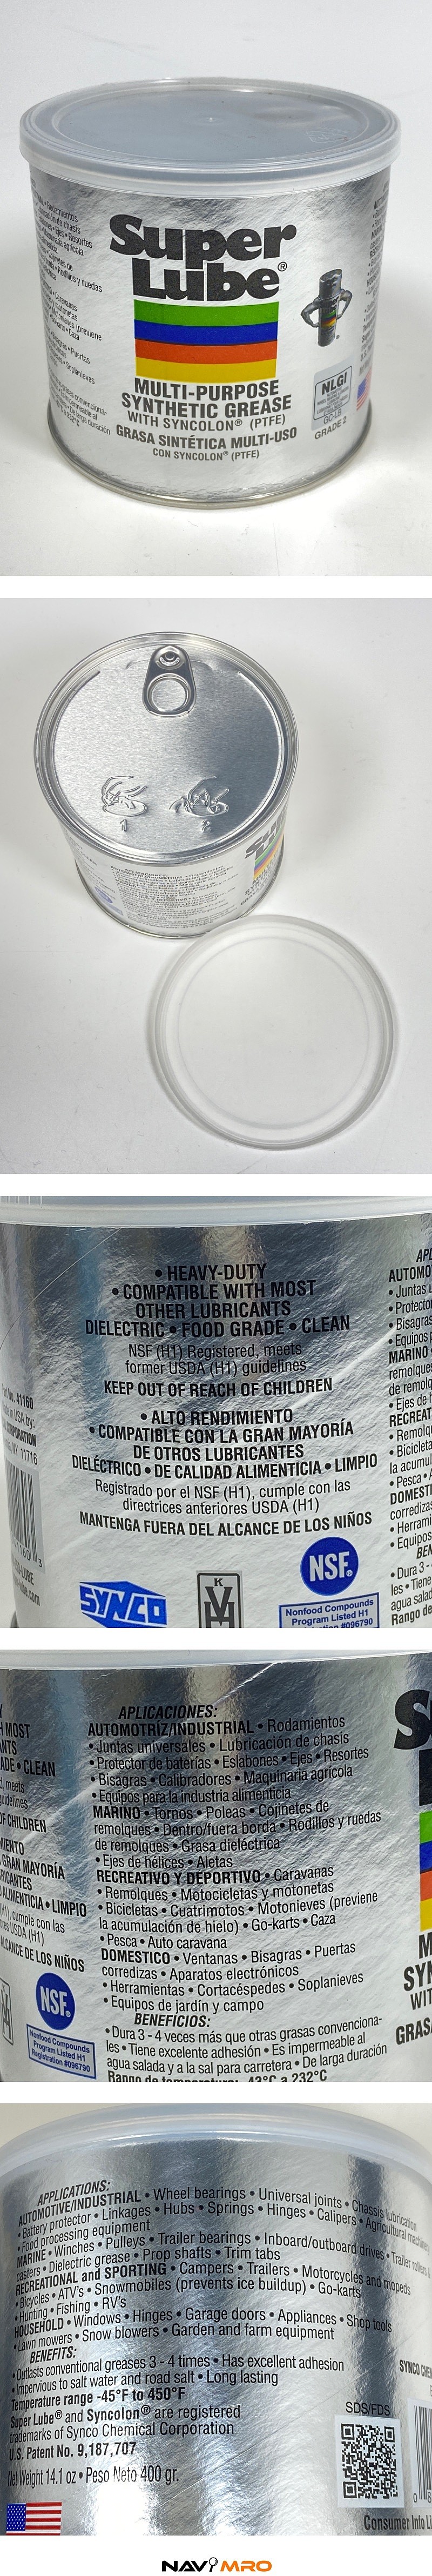 Super
Lube®
MULTI-PURPOSE
SYNTHETIC GREASE
WITH SYNCOLON® (PTFE)
GRASA SINTÉTICA MULTI-USO
CON SYNCOLON® (PTFE)
NLGI
GC-LB
GRADE 2
1
2
• HEAVY-DUTY
• COMPATIBLE WITH MOST
OTHER LUBRICANTS
DIELECTRIC • FOOD GRADE • CLEAN
NSF (H1) Registered, meets
former USDA (H1) guidelines
KEEP OUT OF REACH OF CHILDREN
• ALTO RENDIMIENTO
• COMPATIBLE CON LA GRAN MAYORÍA
DE OTROS LUBRICANTES
DIELÉCTRICO • DE CALIDAD ALIMENTICIA • LIMPIO
Registrado por el NSF (H1), cumple con las
directrices anteriores USDA (H1)
MANTENGA FUERA DEL ALCANCE DE LOS NIÑOS
SYNCO
K
NSF.
Nonfood Compounds
Program Listed H1
#096790
APLICACIONES:
AUTOMOTRÍZ/INDUSTRIAL • Rodamientos
• Juntas universales • Lubricación de chasis
• Protector de baterías • Eslabones • Ejes • Resortes
• Bisagras • Calibradores • Maquinaria agrícola
• Equipos para la industria alimenticia
MARINO • Tornos • Poleas • Cojinetes de
remolques • Dentro/fuera borda • Rodillos y ruedas
de remolques • Grasa dieléctrica
• Ejes de hélices • Aletas
RECREATIVO Y DEPORTIVO • Caravanas
• Remolques • Motocicletas y motonetas
• Bicicletas • Cuatrimotos • Motonieves (previene
la acumulación de hielo) • Go-karts • Caza
• Pesca • Auto caravana
DOMESTICO • Ventanas • Bisagras • Puertas
corredizas • Aparatos electrónicos
• Herramientas • Cortacéspedes • Soplanieves
• Equipos de jardín y campo
BENEFICIOS:
• Dura 3 - 4 veces más que otras grasas convenciona-
les • Tiene excelente adhesión • Es impermeable al
agua salada y a la sal para carretera • De larga duración
Rango de temperatura: -43°C a 232°C
NSF
Nonfood Compounds
Program Listed H1
Registration #096790
APPLICATIONS:
AUTOMOTIVE/INDUSTRIAL • Wheel bearings • Universal joints • Chassis lubrication
• Battery protector • Linkages • Hubs • Springs • Hinges • Calipers • Agricultural machinery
• Food processing equipment
MARINE • Winches • Pulleys • Trailer bearings • Inboard/outboard drives • Trailer rollers &
casters • Dielectric grease • Prop shafts • Trim tabs
RECREATIONAL and SPORTING • Campers • Trailers • Motorcycles and mopeds
• Bicycles • ATV's • Snowmobiles (prevents ice buildup) • Go-karts
• Hunting • Fishing • RV's
HOUSEHOLD • Windows • Hinges • Garage doors • Appliances • Shop tools
• Lawn mowers • Snow blowers • Garden and farm equipment
BENEFITS:
• Outlasts conventional greases 3 - 4 times • Has excellent adhesion
• Impervious to salt water and road salt • Long lasting
Temperature range -45°F to 450°F
Super Lube® and Syncolon® are registered
trademarks of Synco Chemical Corporation
U.S. Patent No. 9,187,707
Net Weight 14.1 oz • Peso Neto 400 gr.
SDS/FDS
Consumer Info
NAVIMRO